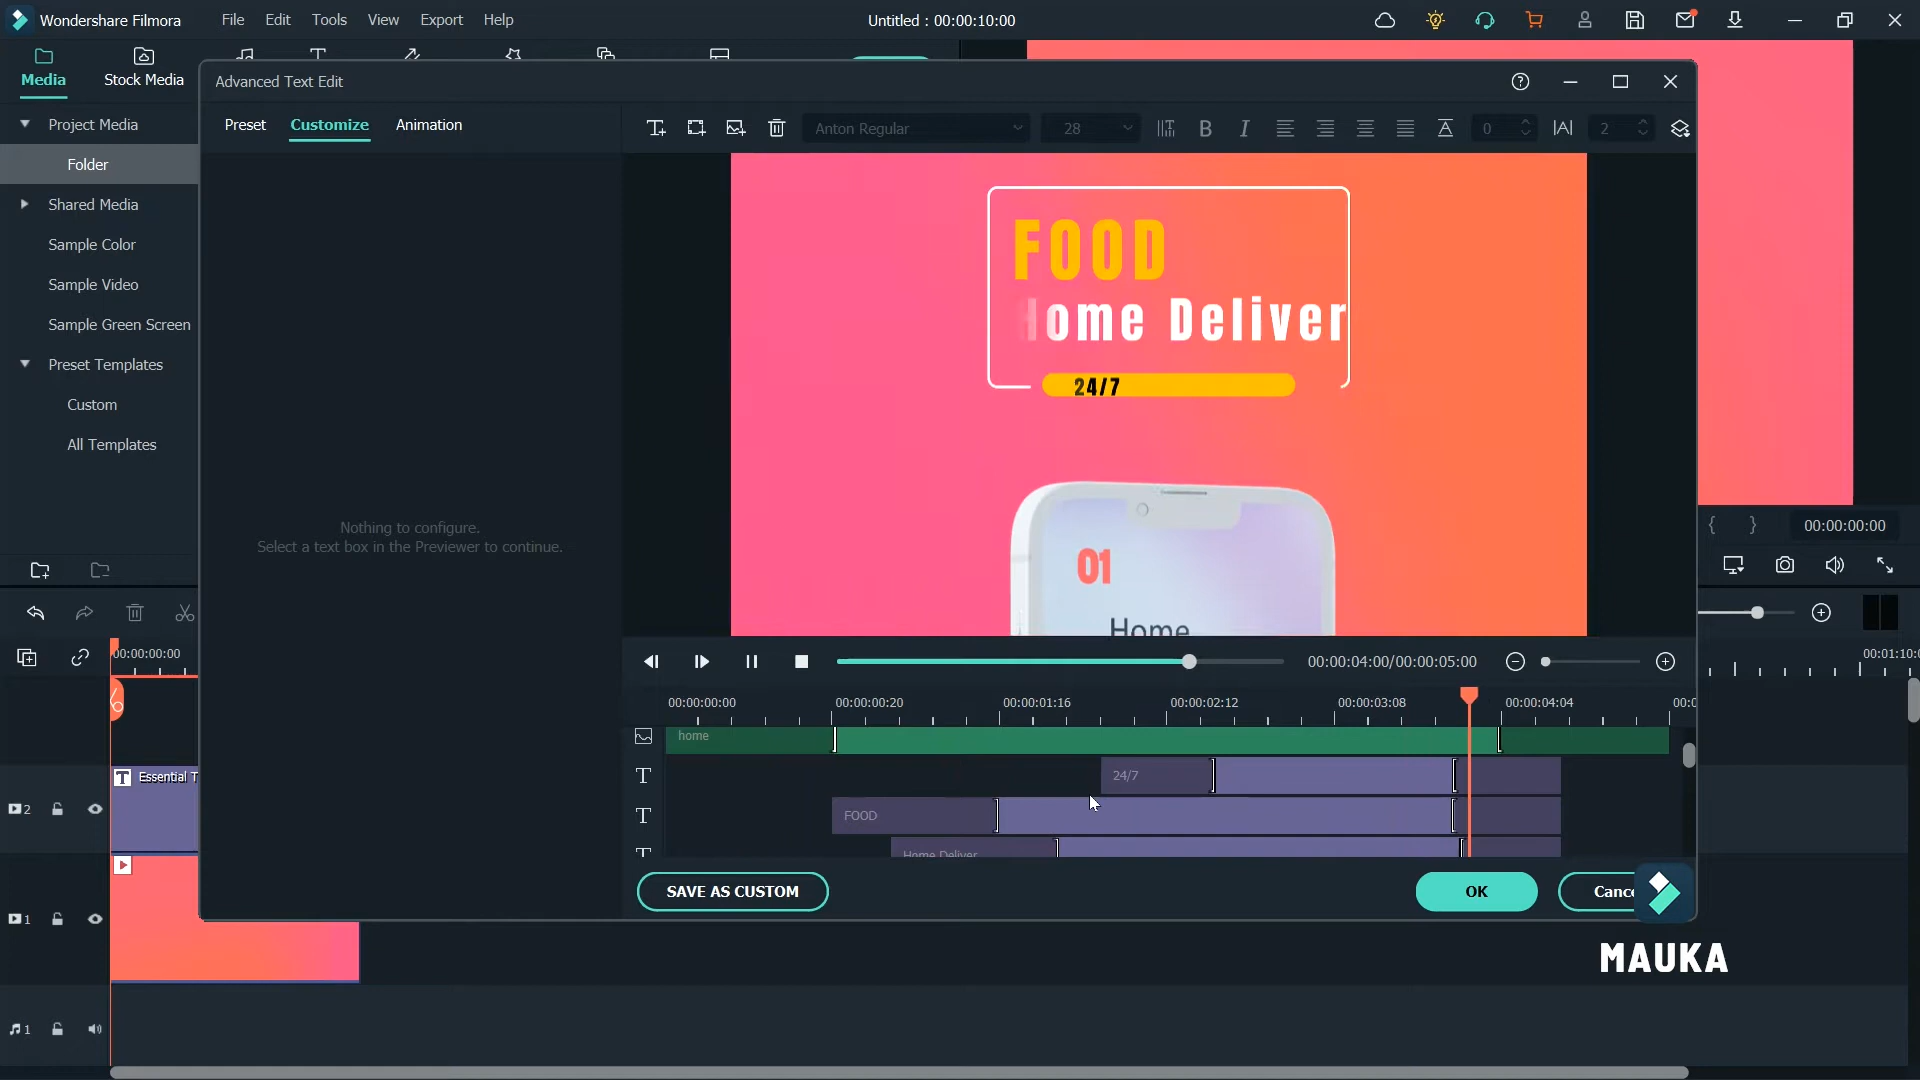 Wondershare Filmora
File Edit Tools View Export Help
Untitled : 00:00:10:00
Media
Stock Media
Advanced Text Edit
Project Media
Folder
Shared Media
Sample Color
Sample Video
Sample Green Screen
Preset Templates
Custom
All Templates
Preset Customize Animation
Anton Regular 28 B I 0 2
Nothing to configure.
Select a text box in the Previewer to continue.
FOOD
Home Deliver
24/7
01
Home
00:00:04:00/00:00:05:00
00:00:00:00 00:00:00:20 00:00:01:16 00:00:02:12 00:00:03:08 00:00:04:04
home
24/7
FOOD
Home Deliver
SAVE AS CUSTOM
OK
Cance
00:00:00:00
00:00:00:00
00:01:10:0
Essential T
2
1
1
MAUKA